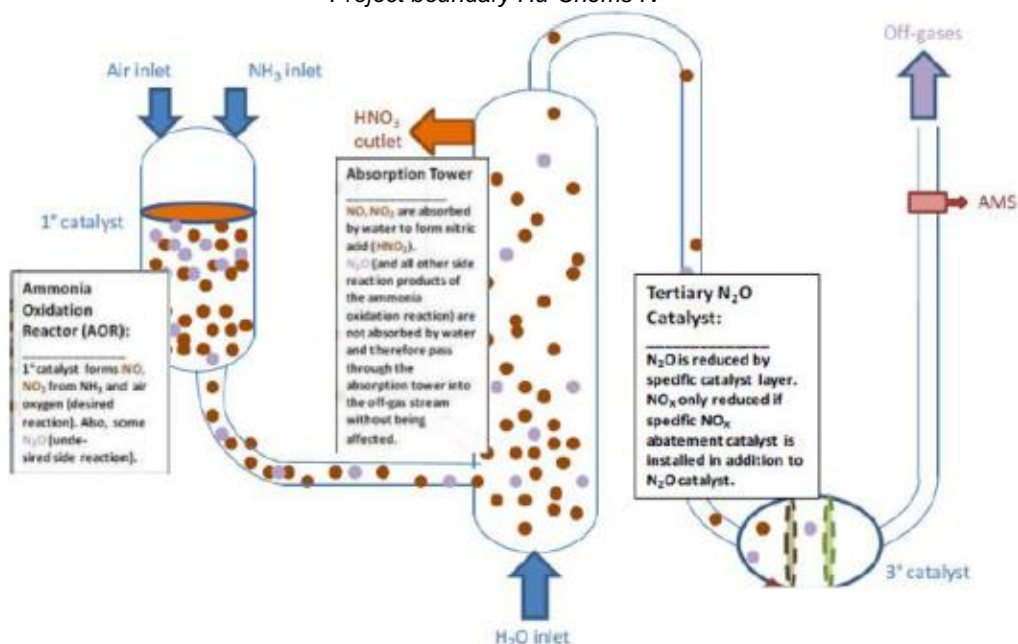 Air inlet
NH3 inlet
Off-gases
HNO3
outlet
1° catalyst
AMS
Absorption Tower
NO, NO2 are absorbed
by water to form nitric
acid (HNO3).
N2O (and all other side
reaction products of
the ammonia
oxidation reaction) are
not absorbed by water
and therefore pass
through the
absorption tower into
the off-gas stream
without being
affected.
Ammonia
Oxidation
Reactor (AOR):
1° catalyst forms NO,
NO2 from NH3 and air
oxygen (desired
reaction). Also, some
N2O (unde-
sired side reaction).
Tertiary N2O
Catalyst:
N2O is reduced by
specific catalyst layer.
NOX only reduced if
specific NOX
abatement catalyst is
installed in addition to
N2O catalyst.
3° catalyst
H2O inlet